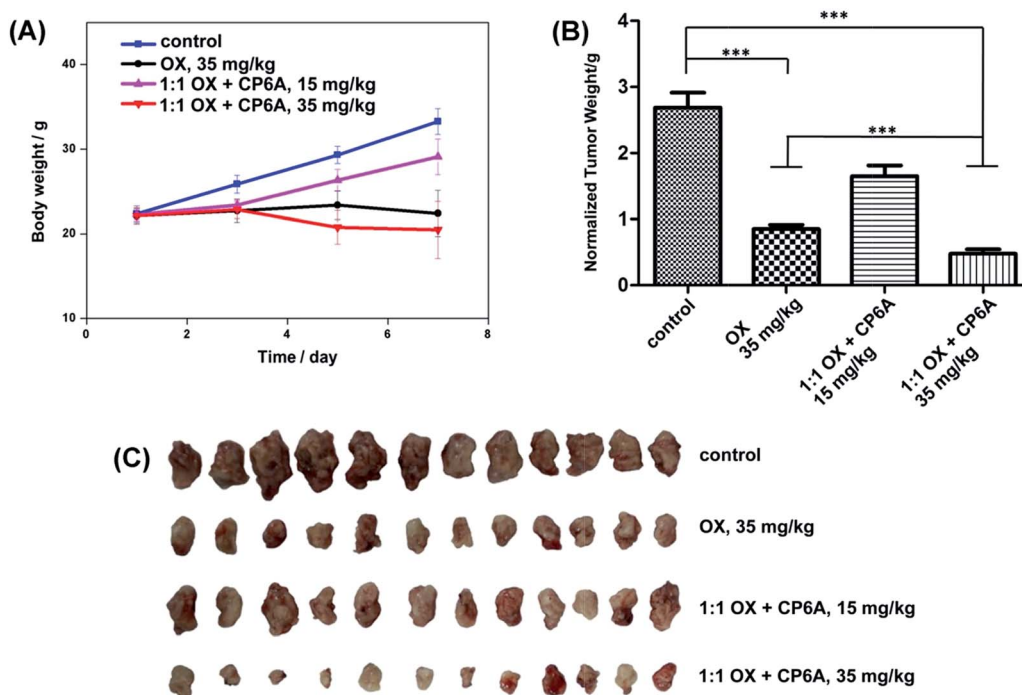 (A)
control
OX, 35 mg/kg
1:1 OX + CP6A, 15 mg/kg
1:1 OX + CP6A, 35 mg/kg
Body weight / g
40
30
20
10
0
2
4
6
8
Time / day
(B)
***
***
***
Normalized Tumor Weight/g
4
3
2
1
0
control
OX
35 mg/kg
1:1 OX + CP6A
15 mg/kg
1:1 OX + CP6A
35 mg/kg
(C)
control
OX, 35 mg/kg
1:1 OX + CP6A, 15 mg/kg
1:1 OX + CP6A, 35 mg/kg